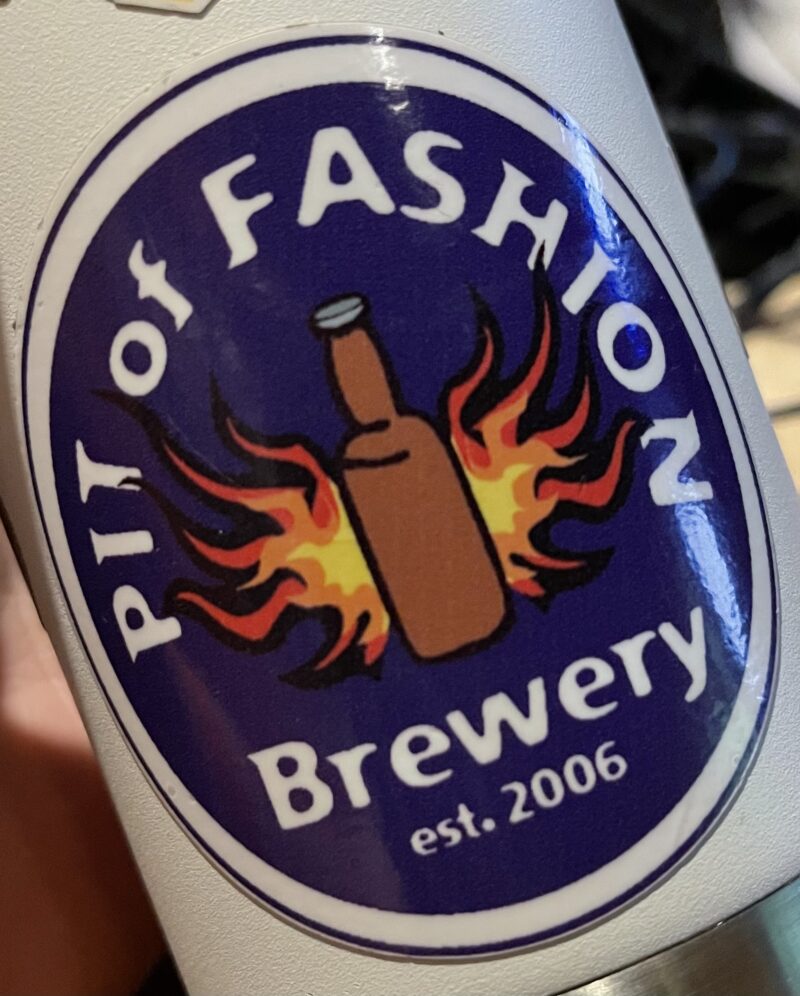 PIT of FASHION
Brewery
est. 2006